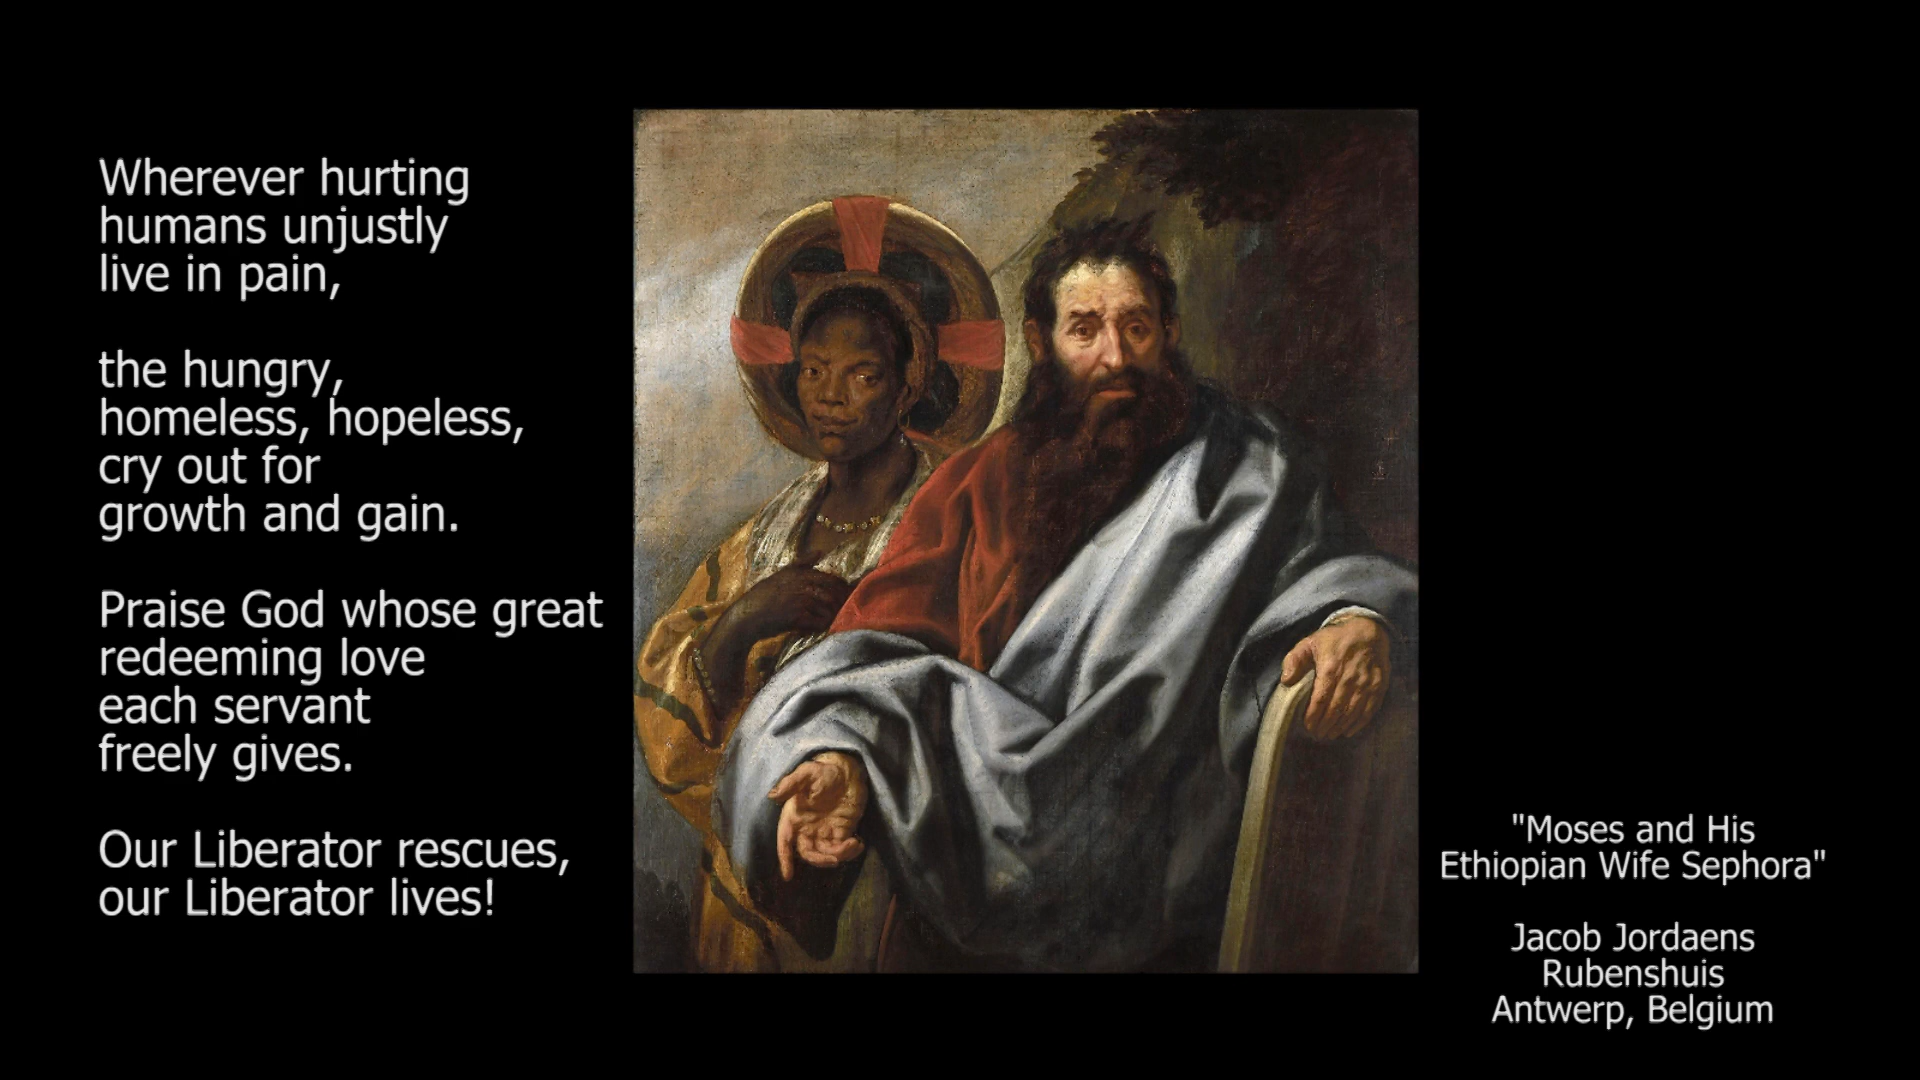 Wherever hurting
humans unjustly
live in pain,
the hungry,
homeless, hopeless,
cry out for
growth and gain.
Praise God whose great
redeeming love
each servant
freely gives.
Our Liberator rescues,
our Liberator lives!
"Moses and His
Ethiopian Wife Sephora"
Jacob Jordaens
Rubenshuis
Antwerp, Belgium